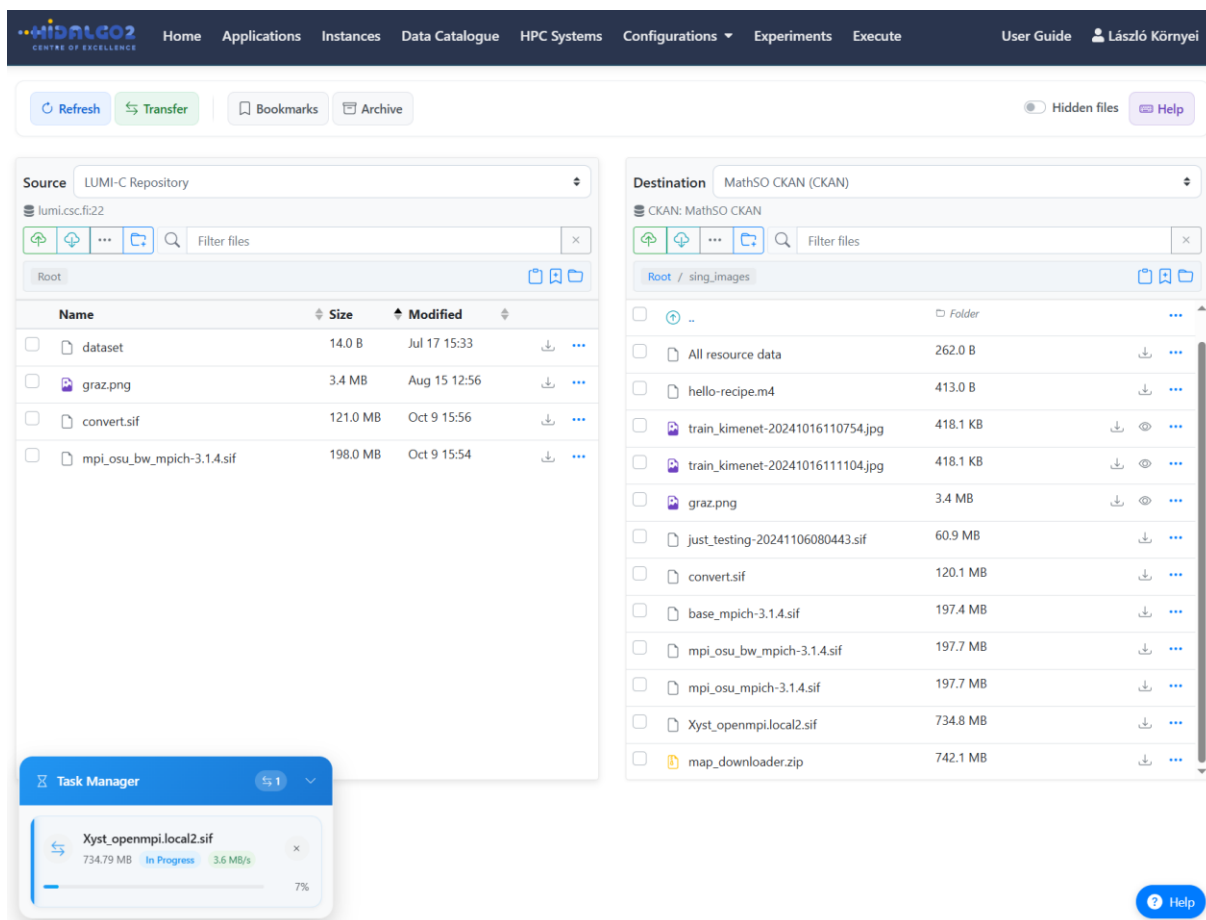 HIDALGO2
CENTRE OF EXCELLENCE
Home Applications Instances Data Catalogue HPC Systems Configurations Experiments Execute User Guide László Környei
Refresh Transfer Bookmarks Archive Hidden files Help
Source LUMI-C Repository
lumi.csc.fi:22
Filter files
Root
Name Size Modified
dataset 14.0 B Jul 17 15:33
graz.png 3.4 MB Aug 15 12:56
convert.sif 121.0 MB Oct 9 15:56
mpi_osu_bw_mpich-3.1.4.sif 198.0 MB Oct 9 15:54
Destination MathSO CKAN (CKAN)
CKAN: MathSO CKAN
Filter files
Root / sing_images
.. Folder
All resource data 262.0 B
hello-recipe.m4 413.0 B
train_kimenet-20241016110754.jpg 418.1 KB
train_kimenet-20241016111104.jpg 418.1 KB
graz.png 3.4 MB
just_testing-20241106080443.sif 60.9 MB
convert.sif 120.1 MB
base_mpich-3.1.4.sif 197.4 MB
mpi_osu_bw_mpich-3.1.4.sif 197.7 MB
mpi_osu_mpich-3.1.4.sif 197.7 MB
Xyst_openmpi.local2.sif 734.8 MB
map_downloader.zip 742.1 MB
Task Manager 1
Xyst_openmpi.local2.sif
734.79 MB In Progress 3.6 MB/s
7%
Help